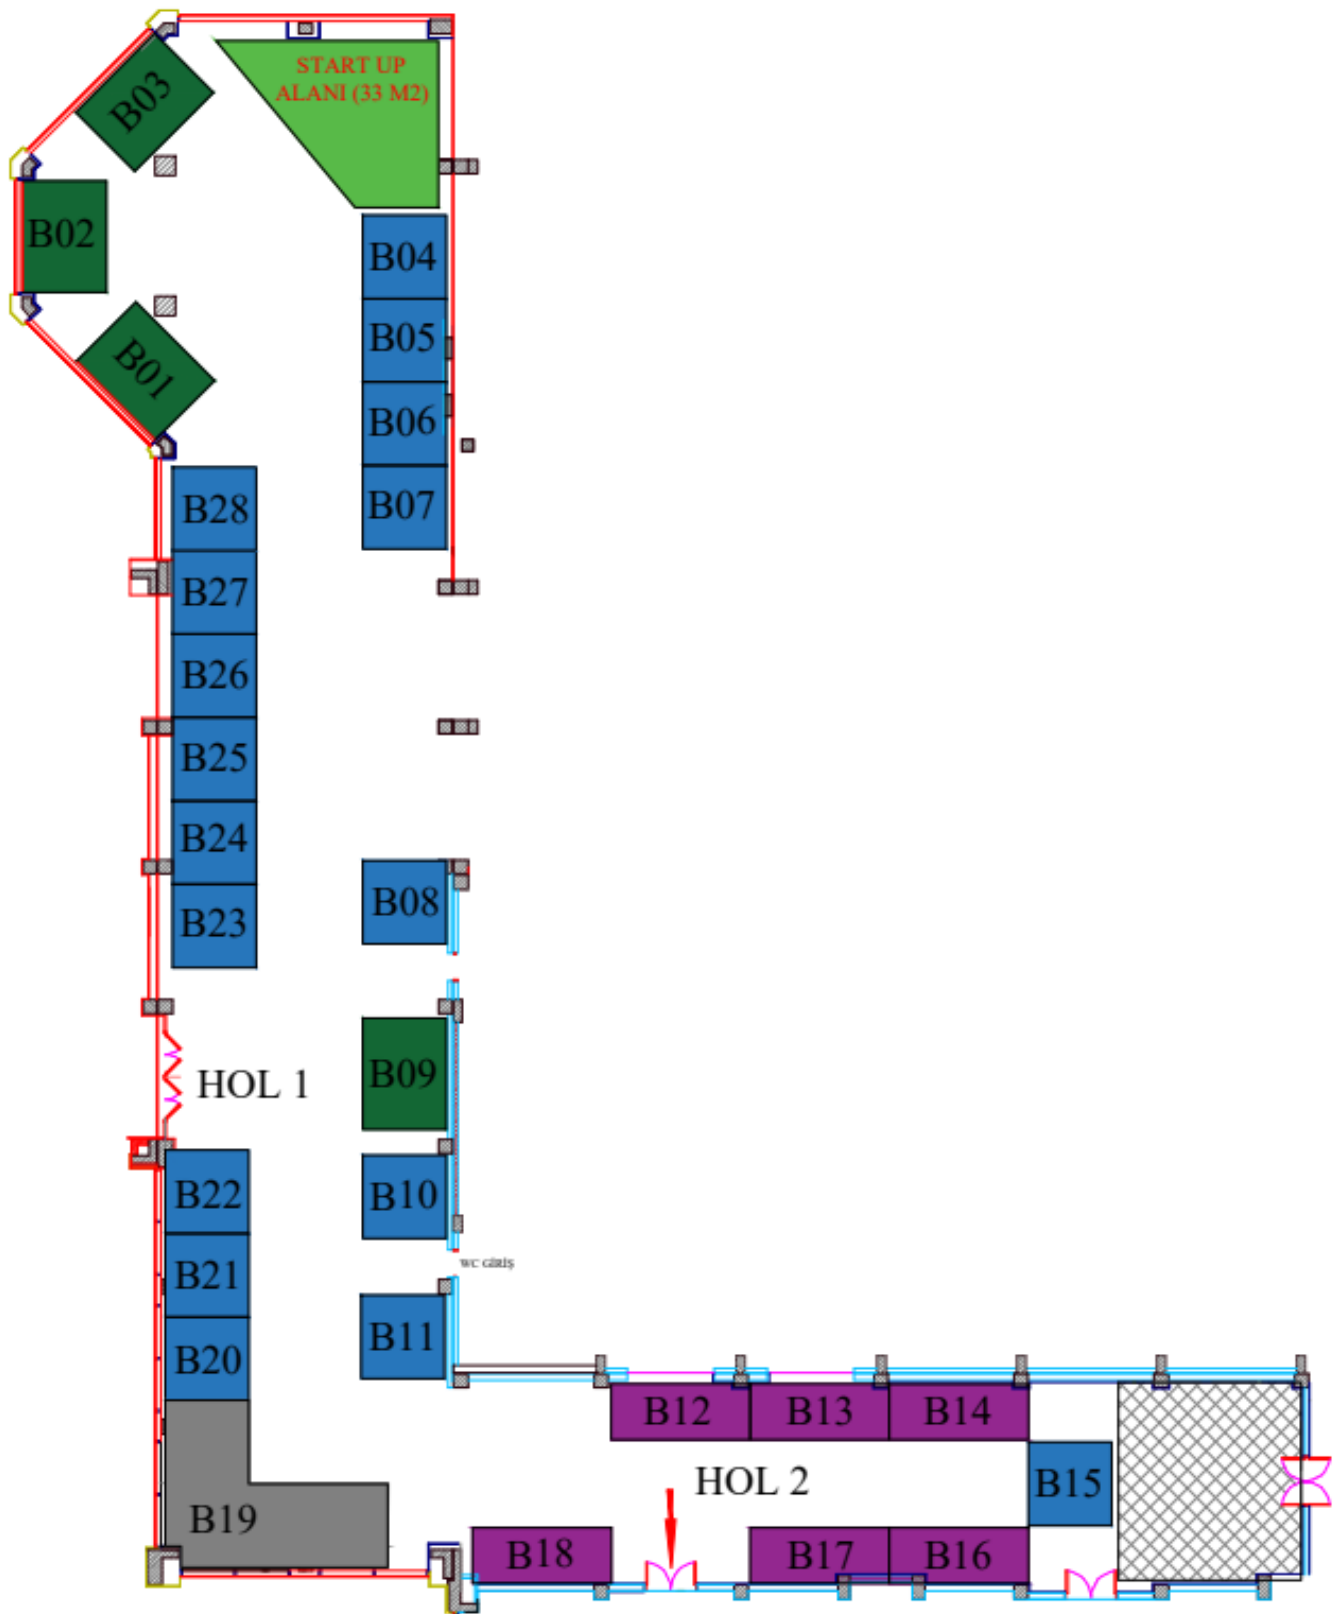 START UP
ALANI (33 M2)
B03
B02
B01
B04
B05
B06
B07
B28
B27
B26
B25
B24
B23
B08
HOL 1
B09
B22
B10
B21
WC GİRİŞ
B20
B11
B19
B12
B13
B14
HOL 2
B15
B18
B17
B16